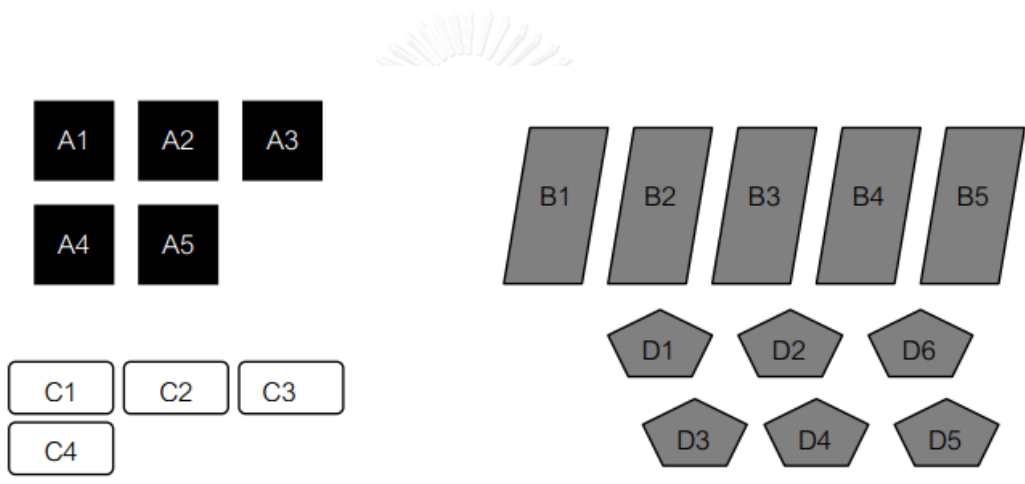 A1 A2 A3
A4 A5
B1 B2 B3 B4 B5
C1 C2 C3
C4
D1 D2 D6
D3 D4 D5